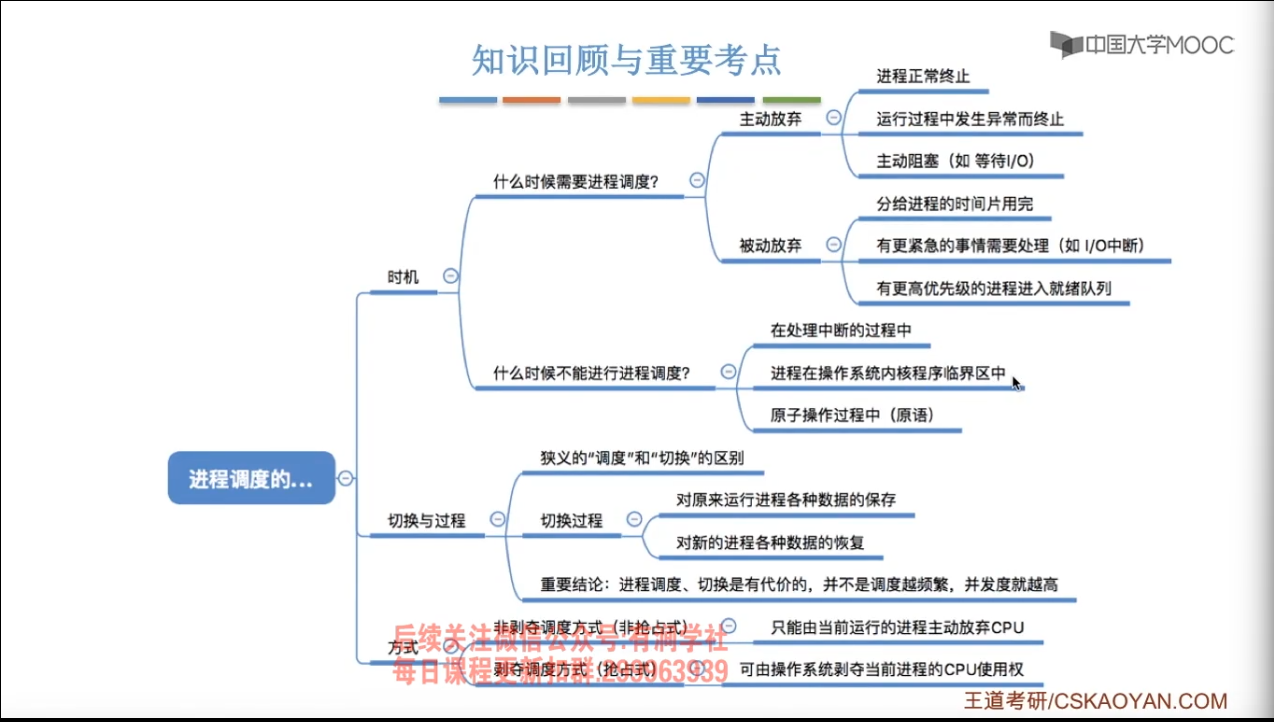 知识回顾与重要考点
中国大学MOOC
进程正常终止
主动放弃
运行过程中发生异常而终止
主动阻塞（如 等待I/O）
什么时候需要进程调度？
分给进程的时间片用完
被动放弃
有更紧急的事情需要处理（如 I/O中断）
有更高优先级的进程进入就绪队列
时机
在处理中断的过程中
什么时候不能进行进程调度？
进程在操作系统内核程序临界区中
原子操作过程中（原语）
进程调度的...
狭义的“调度”和“切换”的区别
对原来运行进程各种数据的保存
切换与过程
切换过程
对新的进程各种数据的恢复
重要结论：进程调度、切换是有代价的，并不是调度越频繁，并发度就越高
非剥夺调度方式（非抢占式）
只能由当前运行的进程主动放弃CPU
方式
剥夺调度方式（抢占式）
可由操作系统剥夺当前进程的CPU使用权
后续关注微信公众号:有润学社
每日课程更新扣群:
王道考研/CSKAOYAN.COM